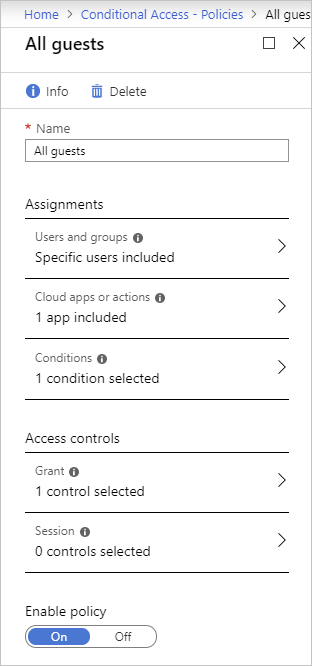 Home > Conditional Access - Policies > All gues
All guests
Info Delete
* Name
All guests
Assignments
Users and groups
Specific users included
Cloud apps or actions
1 app included
Conditions
1 condition selected
Access controls
Grant
1 control selected
Session
0 controls selected
Enable policy
On Off